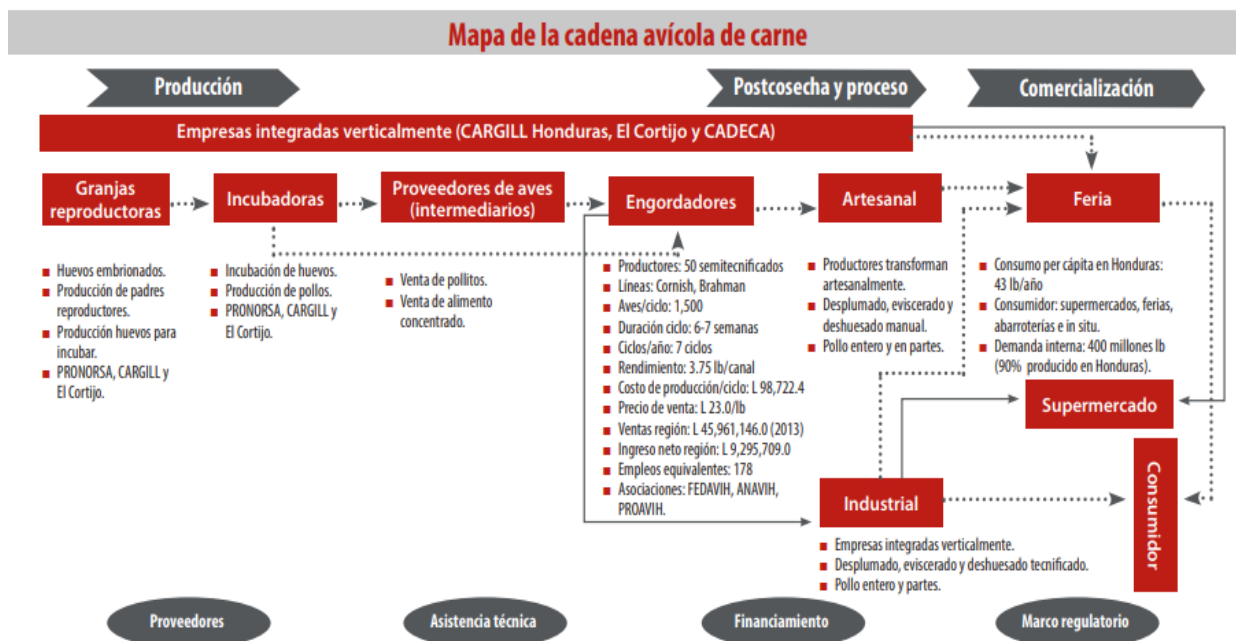 Mapa de la cadena avícola de carne
Producción
Postcosecha y proceso
Comercialización
Empresas integradas verticalmente (CARGILL Honduras, El Cortijo y CADECA)
Granjas
reproductoras
Incubadoras
Proveedores de aves
(intermediarios)
Engordadores
Artesanal
Feria
Huevos embrionados.
Producción de padres
reproductores.
Producción huevos para
incubar.
PRONORSA, CARGILL y
El Cortijo.
Incubación de huevos.
Producción de pollos.
PRONORSA, CARGILL y
El Cortijo.
Venta de pollitos.
Venta de alimento
concentrado.
Productores: 50 semitecnificados
Líneas: Cornish, Brahman
Aves/ciclo: 1,500
Duración ciclo: 6-7 semanas
Ciclos/año: 7 ciclos
Rendimiento: 3.75 lb/canal
Costo de producción/ciclo: L 98,722.4
Precio de venta: L 23.0/lb
Ventas región: L 45,961,146.0 (2013)
Ingreso neto región: L 9,295,709.0
Empleos equivalentes: 178
Asociaciones: FEDAVIH, ANAVIH,
PROAVIH.
Productores transforman
artesanalmente.
Desplumado, eviscerado y
deshuesado manual.
Pollo entero y en partes.
Consumo per cápita en Honduras:
43 lb/año
Consumidor: supermercados, ferias,
abarroterías e in situ.
Demanda interna: 400 millones lb
(90% producido en Honduras).
Supermercado
Consumidor
Industrial
Empresas integradas verticalmente.
Desplumado, eviscerado y deshuesado tecnificado.
Pollo entero y partes.
Proveedores
Asistencia técnica
Financiamiento
Marco regulatorio